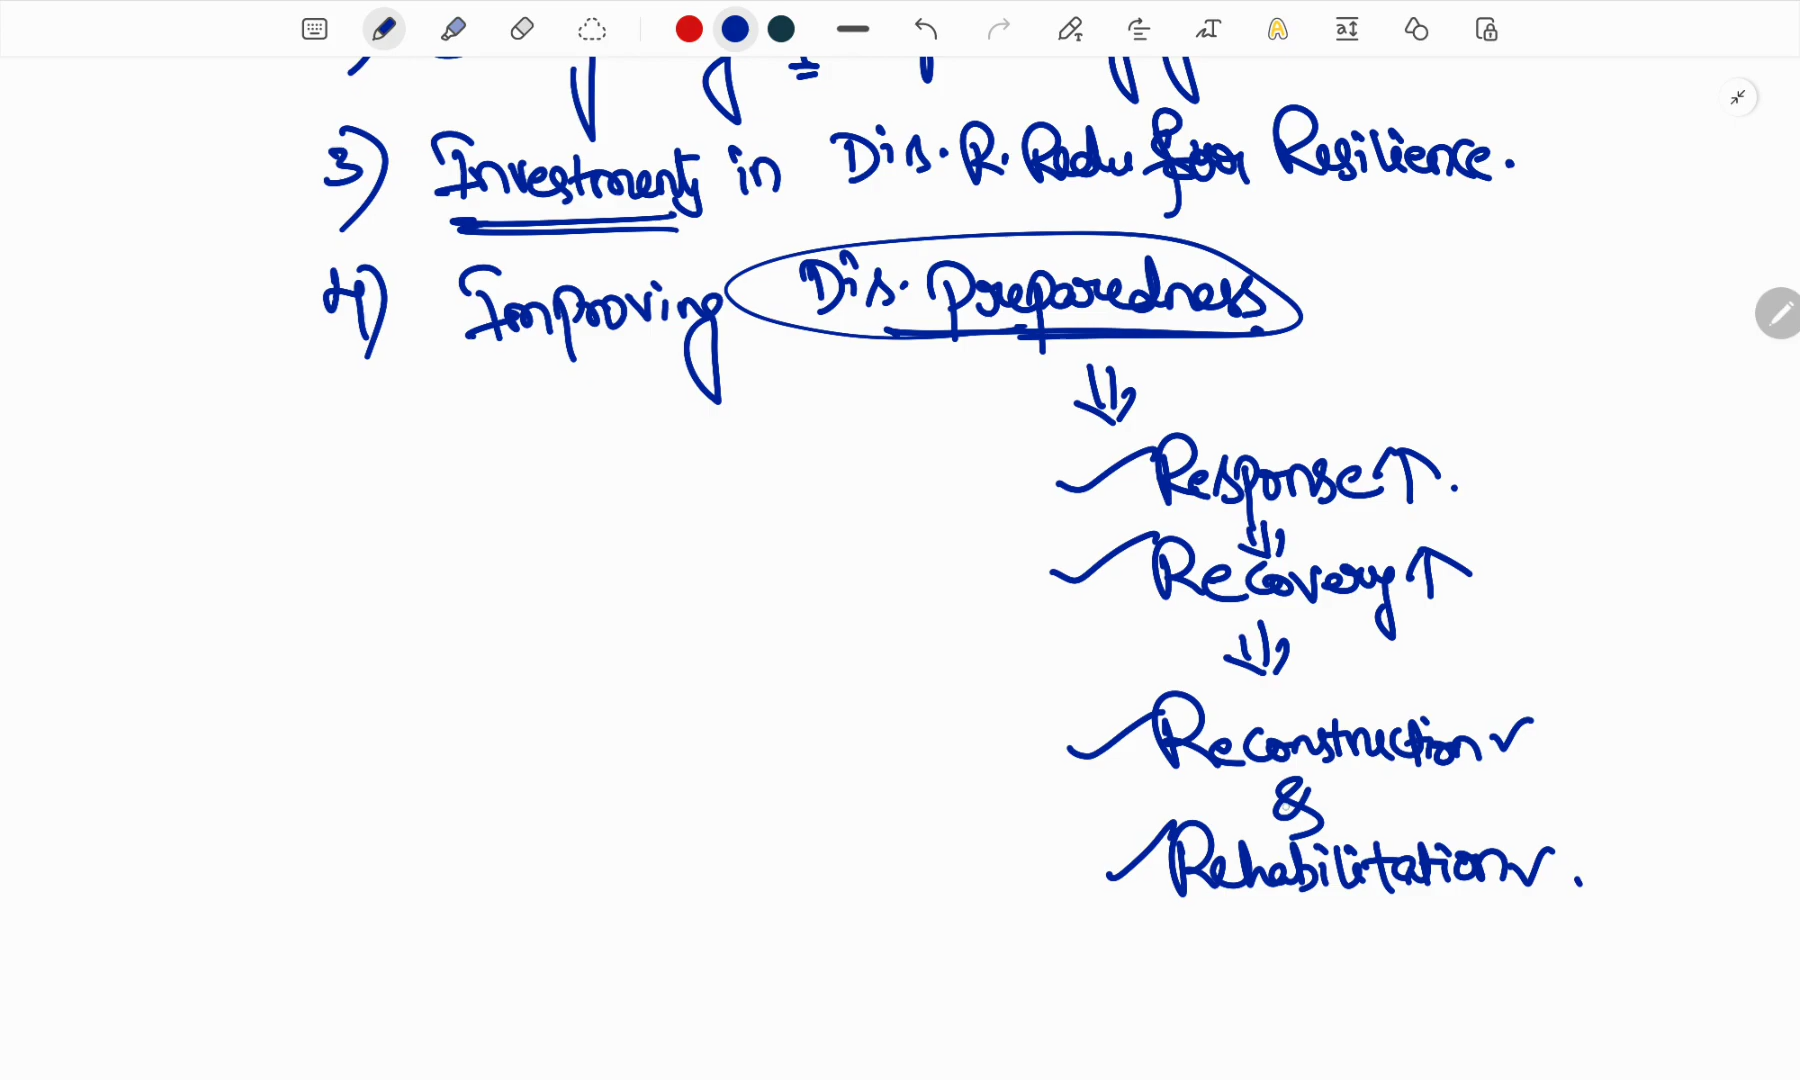 3) Investment in Dis. R. Redu for Resilience.
4) Improving Dis. Preparedness
Response ↑.
Recovery ↑
Reconstruction ✓
&
Rehabilitation ✓.